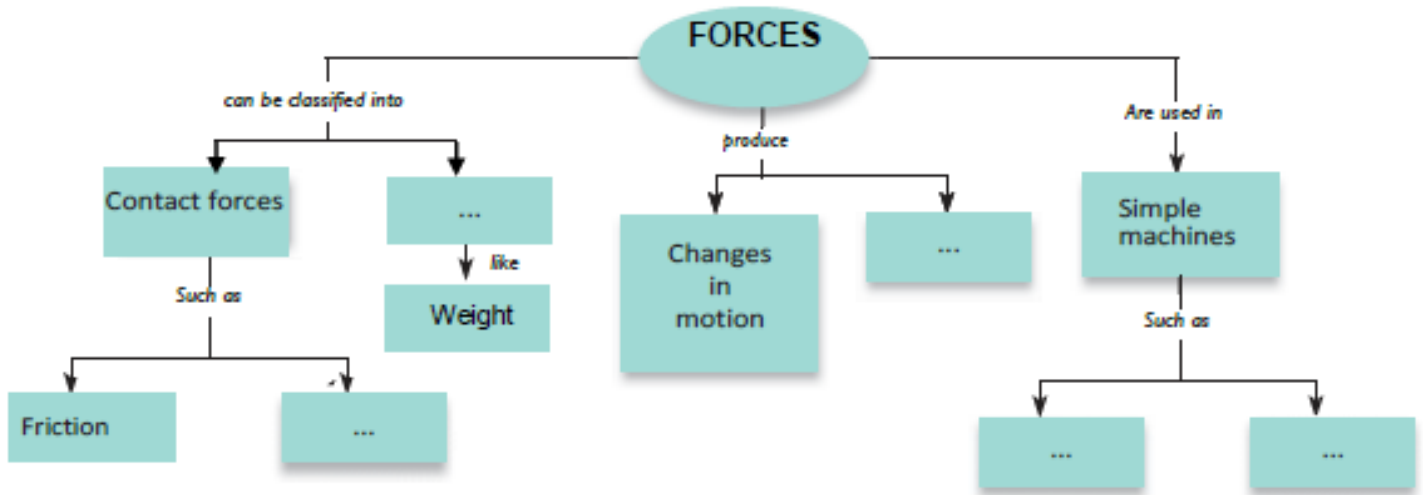 FORCES
can be classified into
produce
Are used in
Contact forces
...
like
Weight
Such as
Friction
...
Changes
in
motion
...
Simple
machines
Such as
...
...